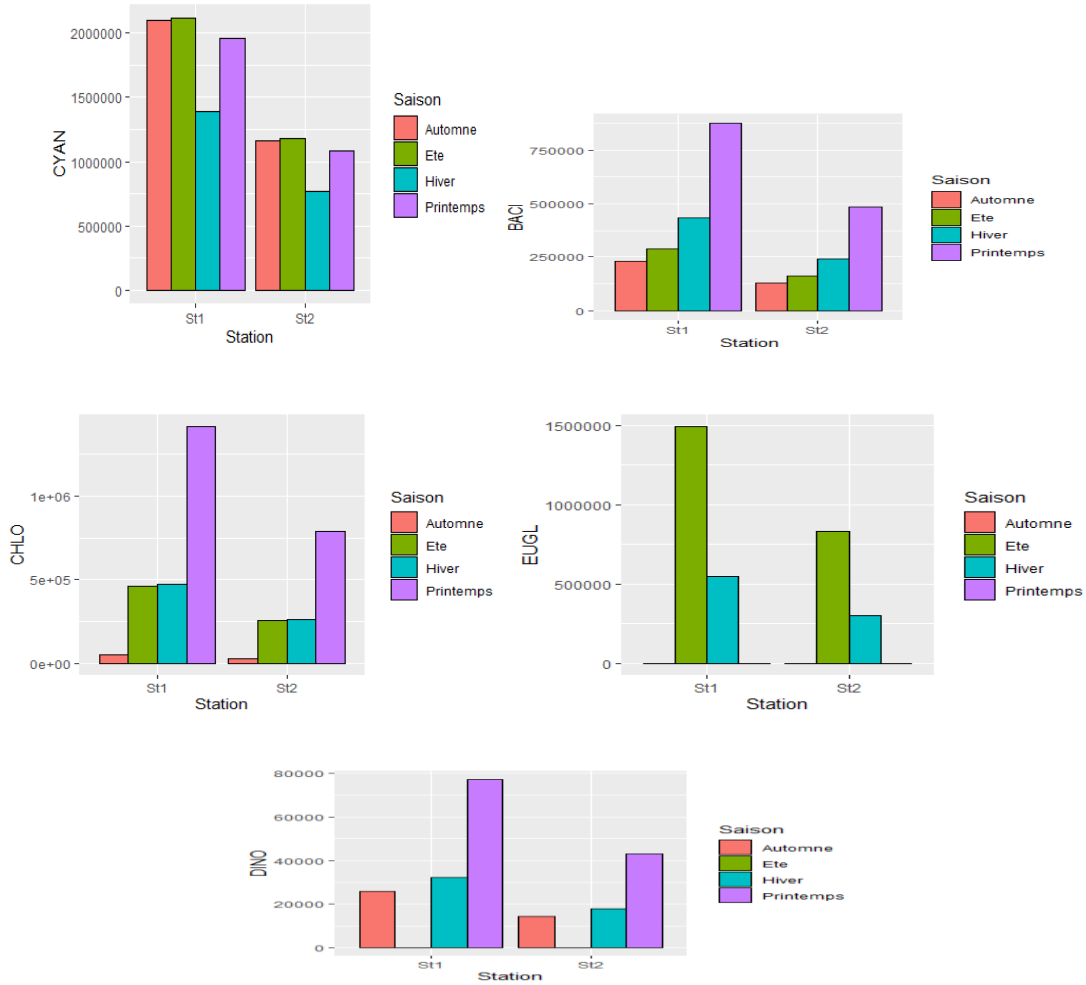 CYAN
2000000
1500000
1000000
500000
0
St1
St2
Station
Saison
Automne
Ete
Hiver
Printemps
BACI
750000
500000
250000
0
St1
St2
Station
Saison
Automne
Ete
Hiver
Printemps
CHLO
1e+06
5e+05
0e+00
St1
St2
Station
Saison
Automne
Ete
Hiver
Printemps
EUGL
1500000
1000000
500000
0
St1
St2
Station
Saison
Automne
Ete
Hiver
Printemps
DINO
80000
60000
40000
20000
0
St1
St2
Station
Saison
Automne
Ete
Hiver
Printemps